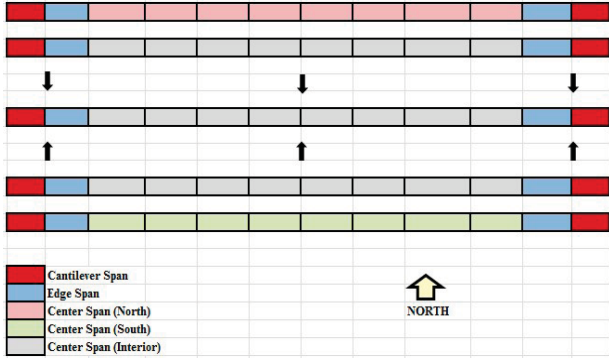 Cantilever Span
Edge Span
Center Span (North)
Center Span (South)
Center Span (Interior)
NORTH